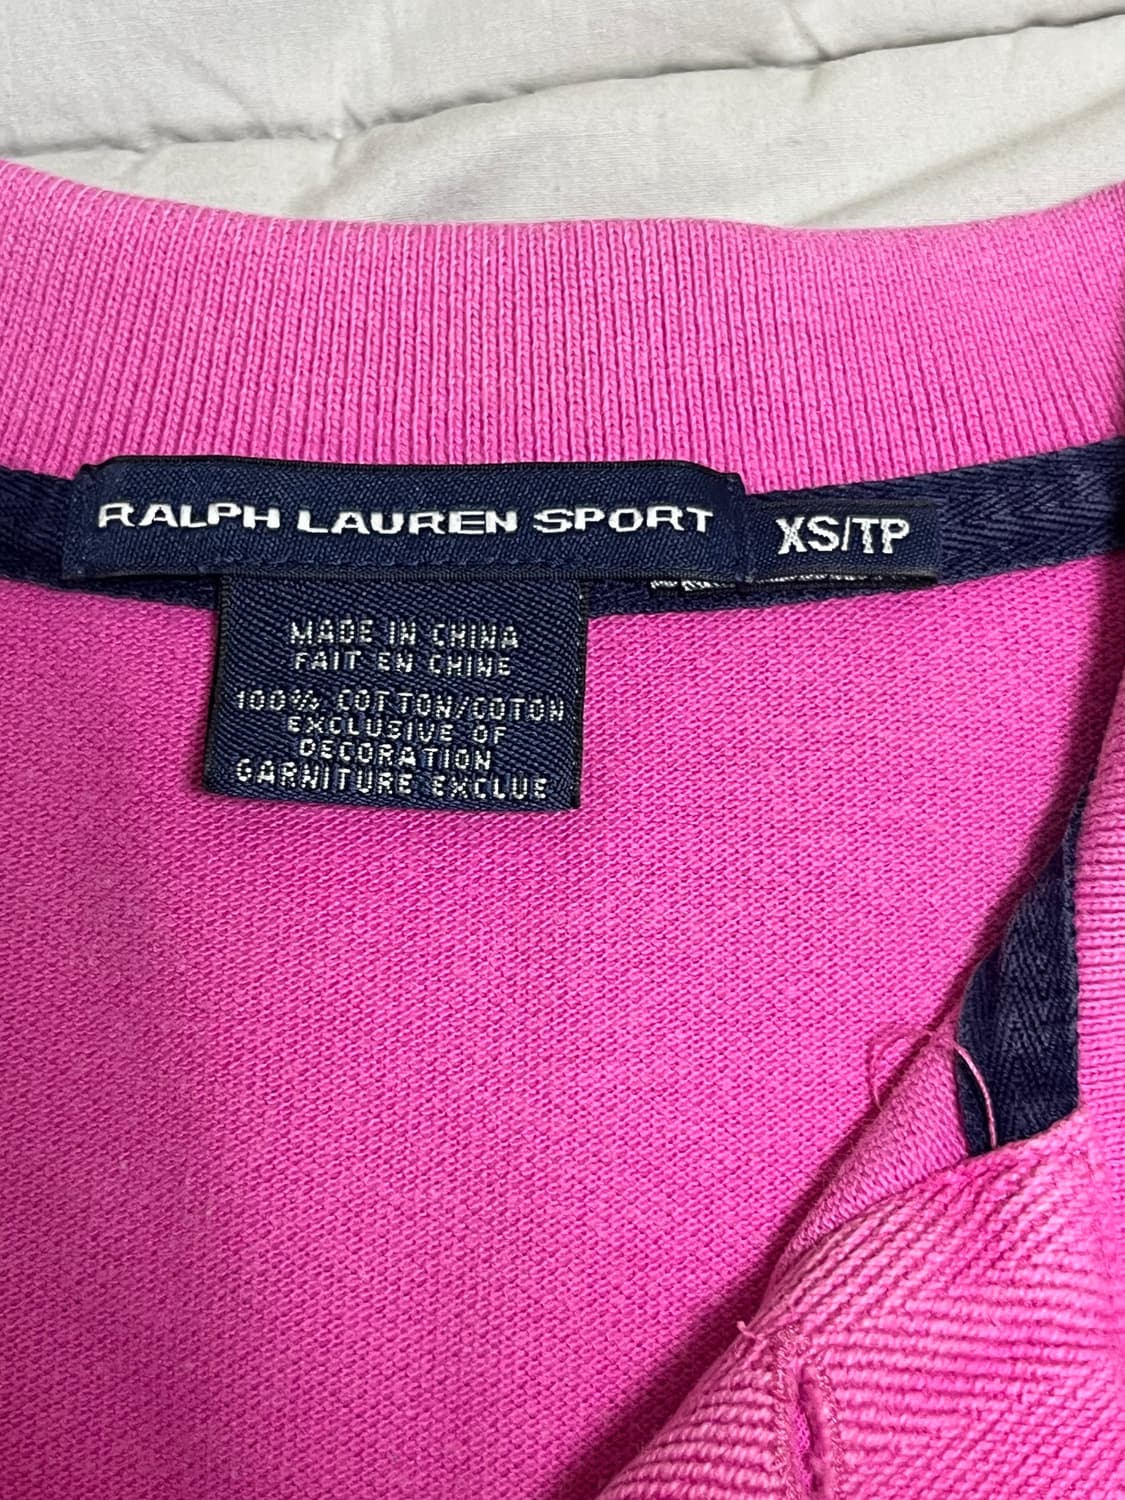 RALPH LAUREN SPORT
XS/TP
MADE IN CHINA
FAIT EN CHINE
100% COTTON/COTON
EXCLUSIVE OF
DECORATION
GARNITURE EXCLUE